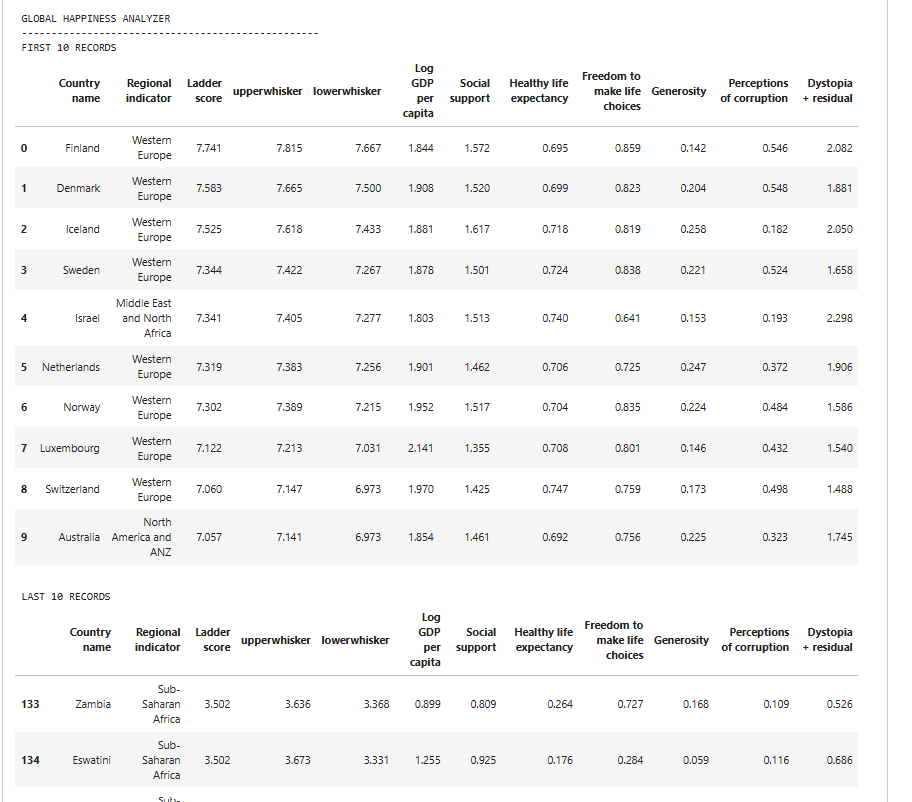 GLOBAL HAPPINESS ANALYZER
--------------------------------------------------
FIRST 10 RECORDS
Country name Regional indicator Ladder score upperwhisker lowerwhisker Log GDP per capita Social support Healthy life expectancy Freedom to make life choices Generosity Perceptions of corruption Dystopia + residual
0 Finland Western Europe 7.741 7.815 7.667 1.844 1.572 0.695 0.859 0.142 0.546 2.082
1 Denmark Western Europe 7.583 7.665 7.500 1.908 1.520 0.699 0.823 0.204 0.548 1.881
2 Iceland Western Europe 7.525 7.618 7.433 1.881 1.617 0.718 0.819 0.258 0.182 2.050
3 Sweden Western Europe 7.344 7.422 7.267 1.878 1.501 0.724 0.838 0.221 0.524 1.658
4 Israel Middle East and North Africa 7.341 7.405 7.277 1.803 1.513 0.740 0.641 0.153 0.193 2.298
5 Netherlands Western Europe 7.319 7.383 7.256 1.901 1.462 0.706 0.725 0.247 0.372 1.906
6 Norway Western Europe 7.302 7.389 7.215 1.952 1.517 0.704 0.835 0.224 0.484 1.586
7 Luxembourg Western Europe 7.122 7.213 7.031 2.141 1.355 0.708 0.801 0.146 0.432 1.540
8 Switzerland Western Europe 7.060 7.147 6.973 1.970 1.425 0.747 0.759 0.173 0.498 1.488
9 Australia North America and ANZ 7.057 7.141 6.973 1.854 1.461 0.692 0.756 0.225 0.323 1.745
LAST 10 RECORDS
Country name Regional indicator Ladder score upperwhisker lowerwhisker Log GDP per capita Social support Healthy life expectancy Freedom to make life choices Generosity Perceptions of corruption Dystopia + residual
133 Zambia Sub-Saharan Africa 3.502 3.636 3.368 0.899 0.809 0.264 0.727 0.168 0.109 0.526
134 Eswatini Sub-Saharan Africa 3.502 3.673 3.331 1.255 0.925 0.176 0.284 0.059 0.116 0.686
Sub-